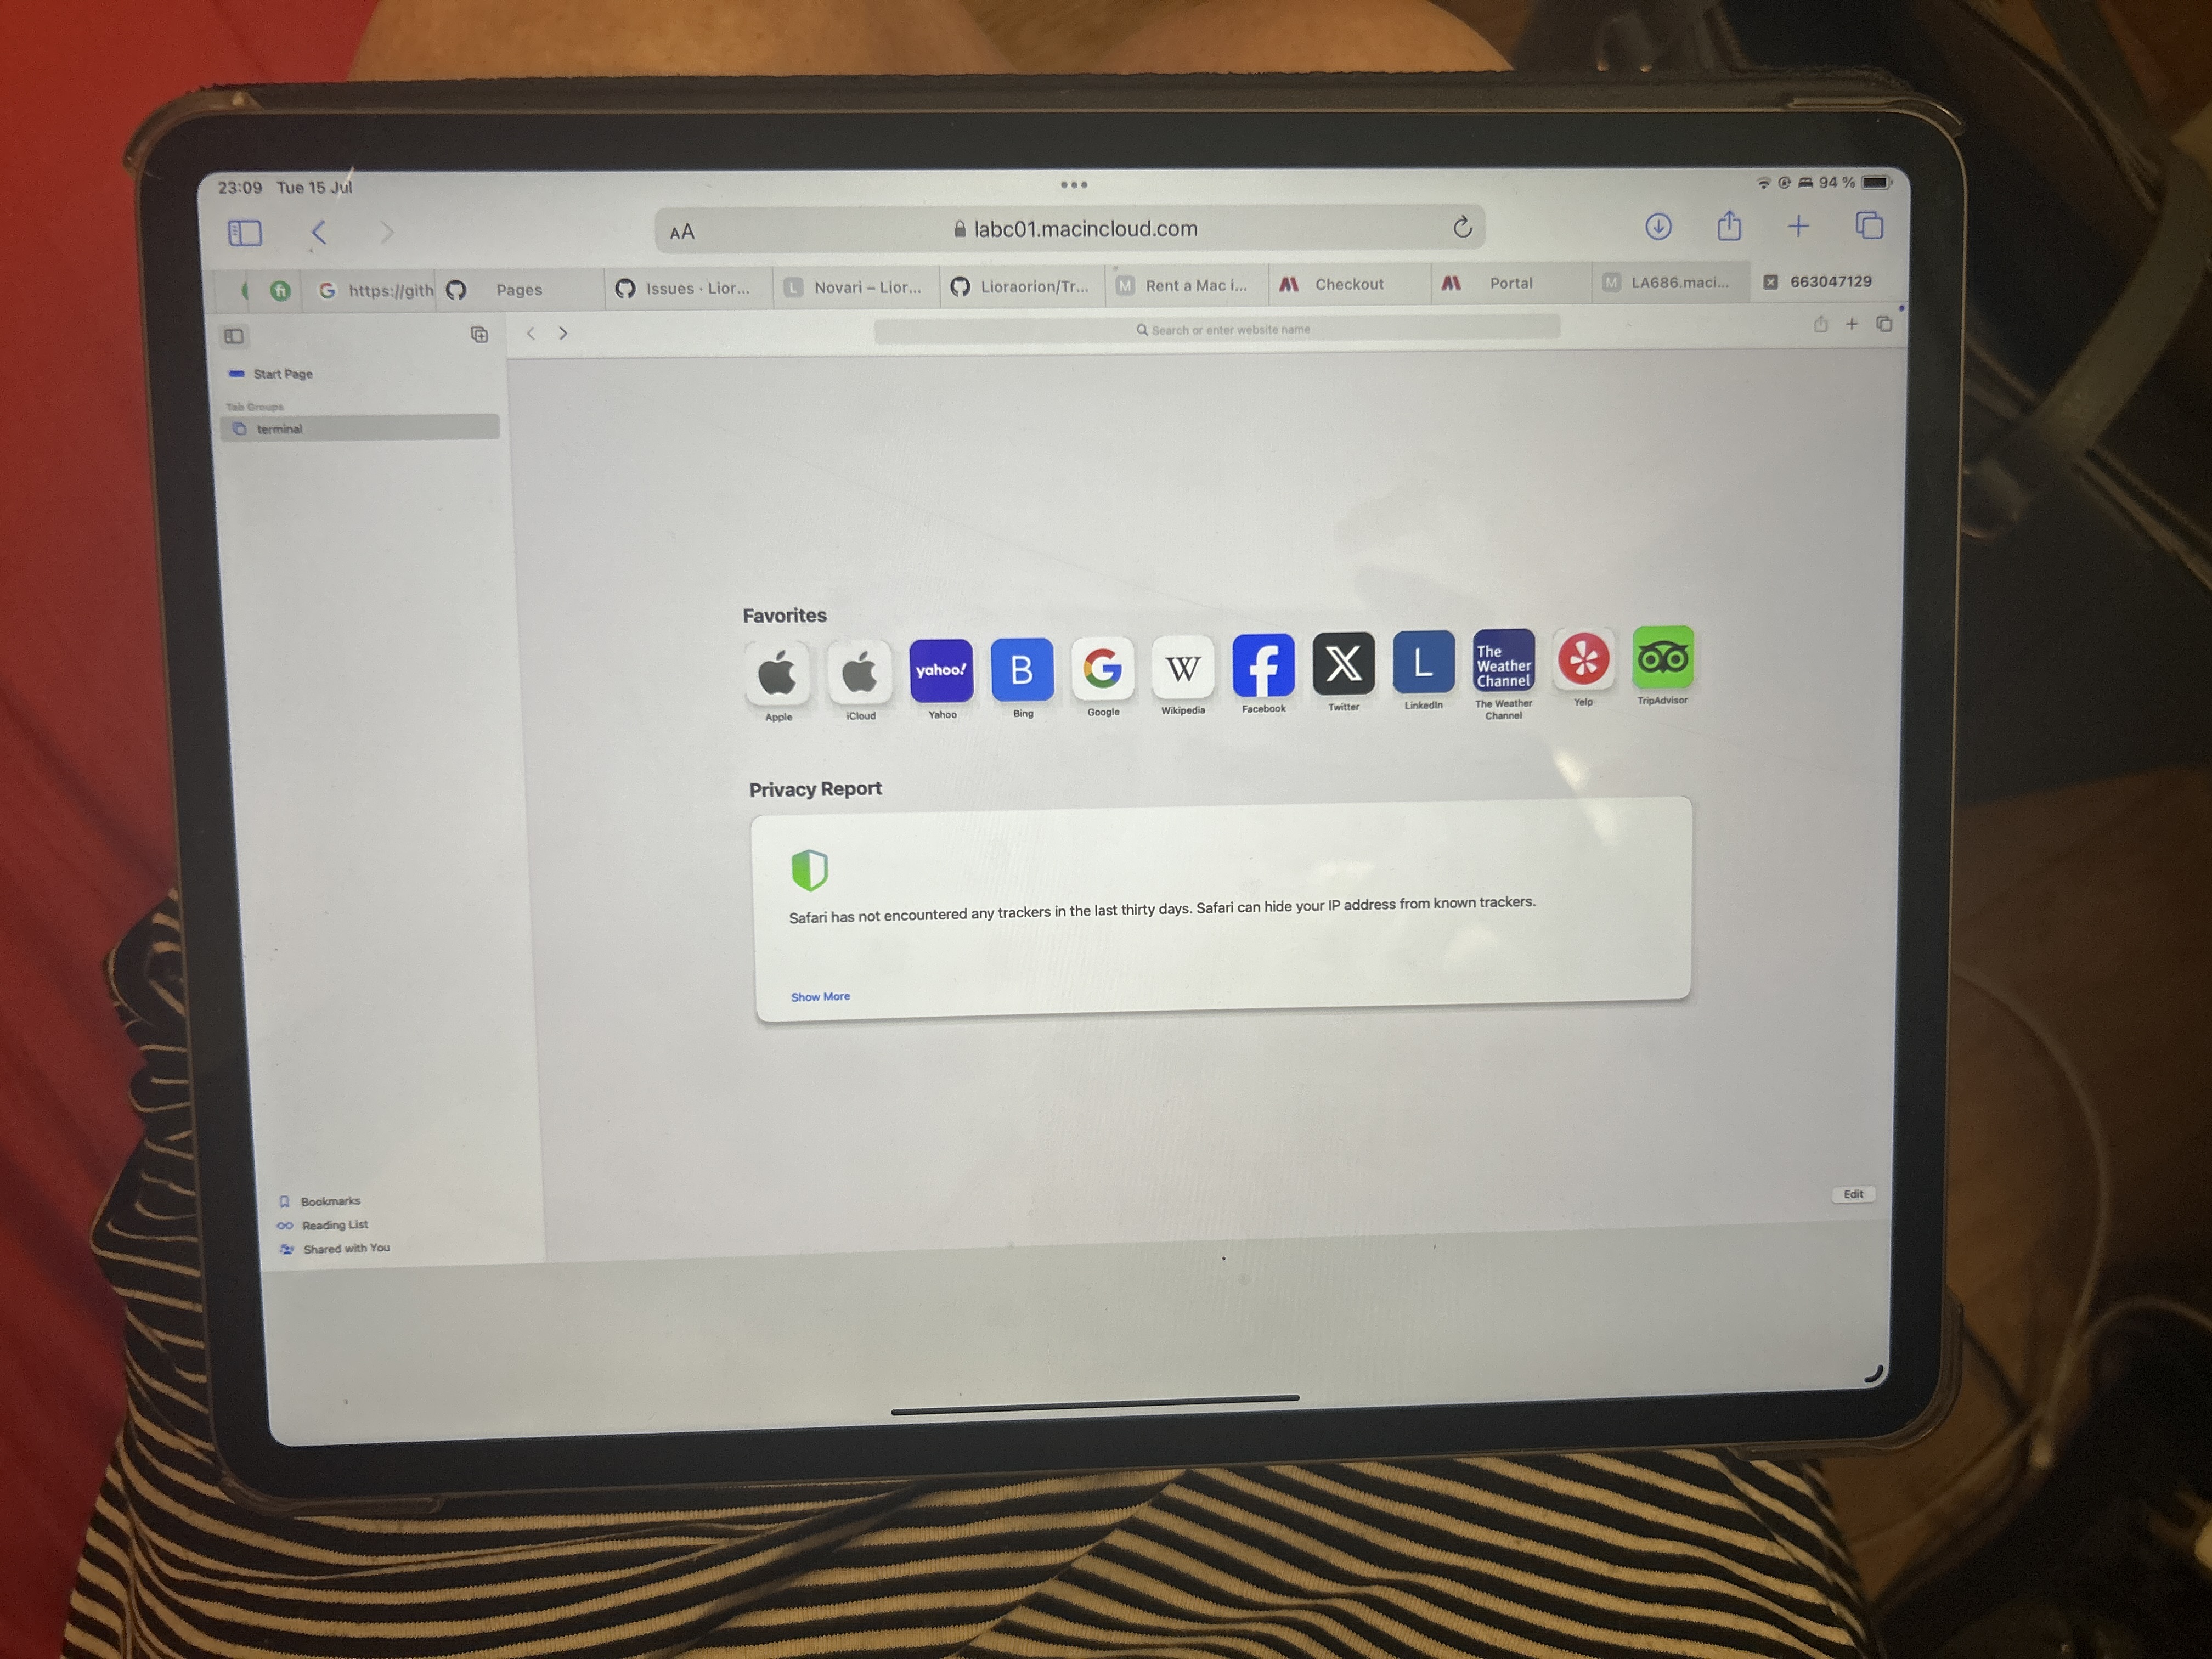 23:09 Tue 15 Jul
94 %
AA
labc01.macincloud.com
https://gith
Pages
Issues · Lior...
L Novari – Lior...
Lioraorion/Tr...
M Rent a Mac i...
Checkout
Portal
M LA686.maci...
663047129
Search or enter website name
Start Page
Tab Groups
terminal
Favorites
yahoo!
B
G
W
f
X
L
The Weather Channel
Apple
iCloud
Yahoo
Bing
Google
Wikipedia
Facebook
Twitter
LinkedIn
The Weather Channel
Yelp
TripAdvisor
Privacy Report
Safari has not encountered any trackers in the last thirty days. Safari can hide your IP address from known trackers.
Show More
Bookmarks
Reading List
Shared with You
Edit